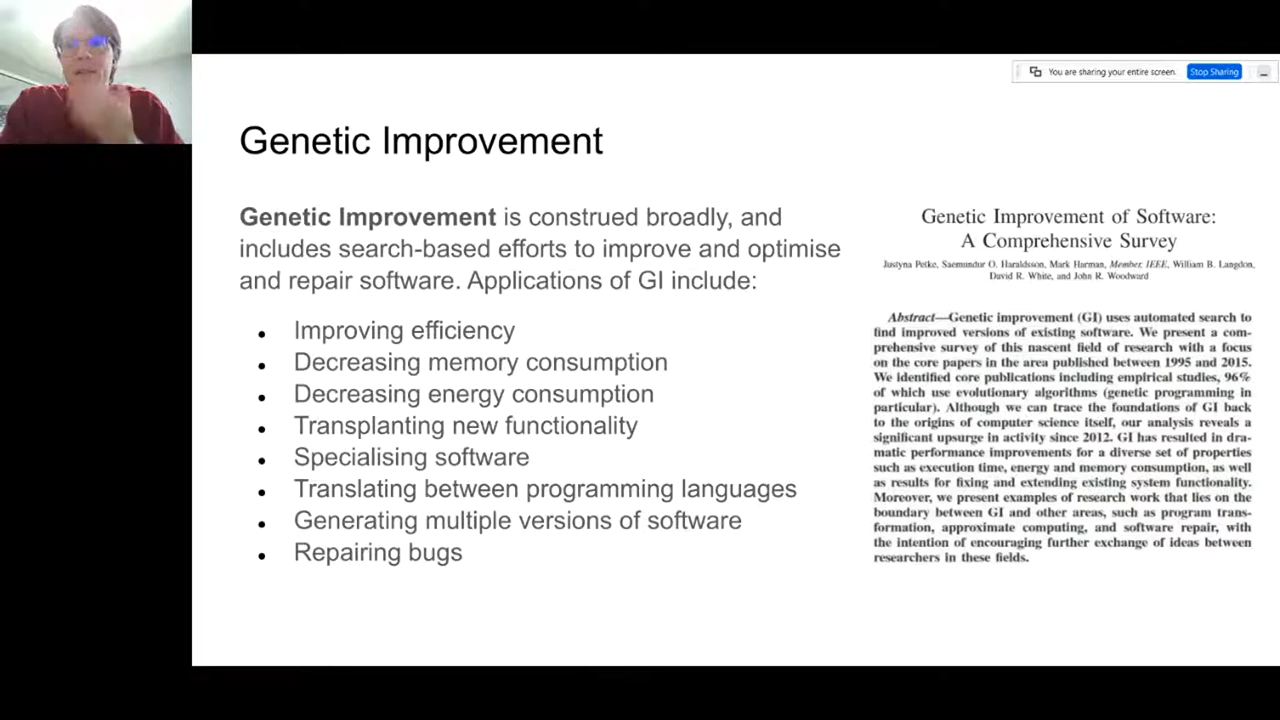 You are sharing your entire screen.
Stop Sharing
Genetic Improvement
Genetic Improvement is construed broadly, and
includes search-based efforts to improve and optimise
and repair software. Applications of GI include:
Improving efficiency
Decreasing memory consumption
Decreasing energy consumption
Transplanting new functionality
Specialising software
Translating between programming languages
Generating multiple versions of software
Repairing bugs
Genetic Improvement of Software:
A Comprehensive Survey
Justyna Petke, Saemundur O. Haraldsson, Mark Harman, Member, IEEE, William B. Langdon,
David R. White, and John R. Woodward
Abstract—Genetic improvement (GI) uses automated search to
find improved versions of existing software. We present a com-
prehensive survey of this nascent field of research with a focus
on the core papers in the area published between 1995 and 2015.
We identified core publications including empirical studies, 96%
of which use evolutionary algorithms (genetic programming in
particular). Although we can trace the foundations of GI back
to the origins of computer science itself, our analysis reveals a
significant upsurge in activity since 2012. GI has resulted in dra-
matic performance improvements for a diverse set of properties
such as execution time, energy and memory consumption, as well
as results for fixing and extending existing system functionality.
Moreover, we present examples of research work that lies on the
boundary between GI and other areas, such as program trans-
formation, approximate computing, and software repair, with
the intention of encouraging further exchange of ideas between
researchers in these fields.